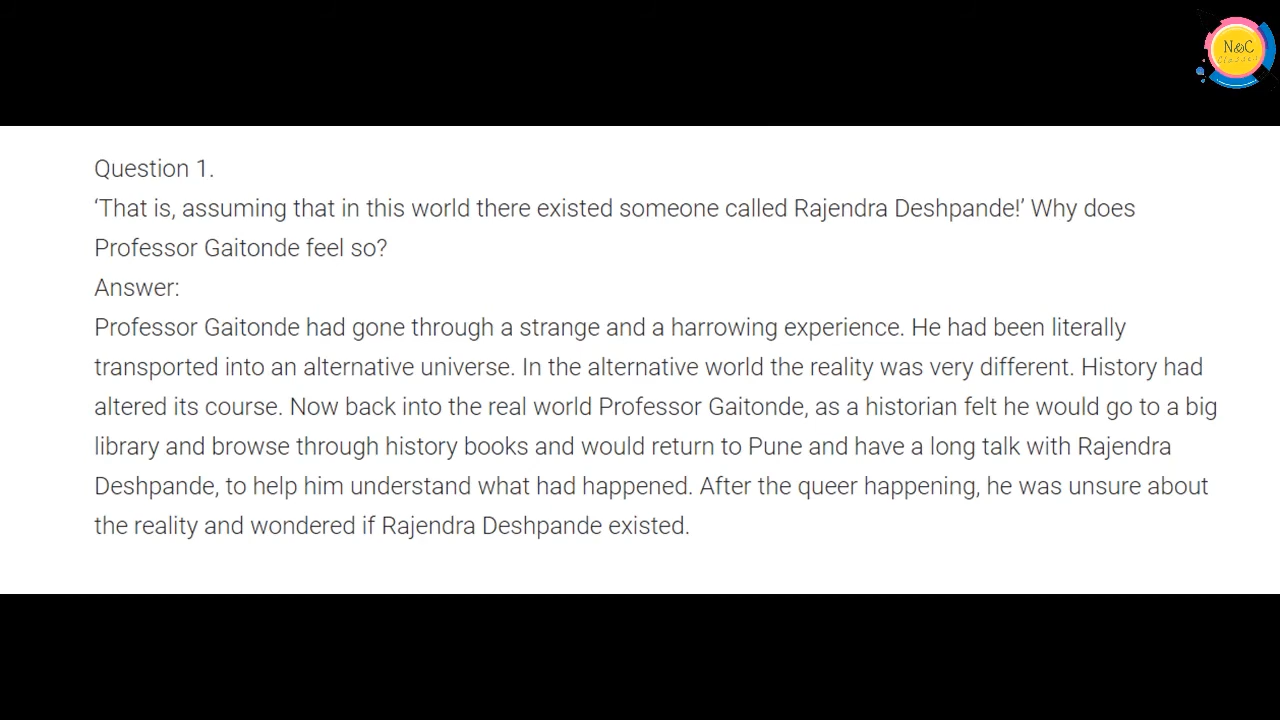 N&C
Classes
Question 1.
‘That is, assuming that in this world there existed someone called Rajendra Deshpande!’ Why does
Professor Gaitonde feel so?
Answer:
Professor Gaitonde had gone through a strange and a harrowing experience. He had been literally
transported into an alternative universe. In the alternative world the reality was very different. History had
altered its course. Now back into the real world Professor Gaitonde, as a historian felt he would go to a big
library and browse through history books and would return to Pune and have a long talk with Rajendra
Deshpande, to help him understand what had happened. After the queer happening, he was unsure about
the reality and wondered if Rajendra Deshpande existed.